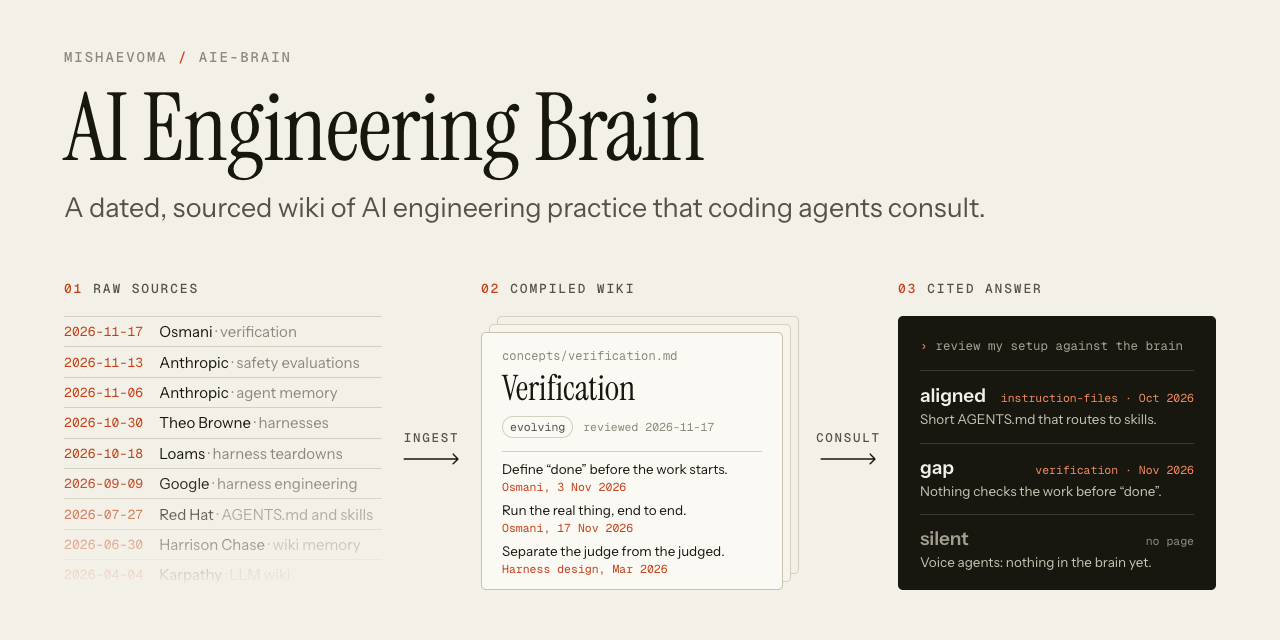 MISHAEVOMA / AIE-BRAIN
AI Engineering Brain
A dated, sourced wiki of AI engineering practice that coding agents consult.
01 RAW SOURCES
2026-11-17 Osmani · verification
2026-11-13 Anthropic · safety evaluations
2026-11-06 Anthropic · agent memory
2026-10-30 Theo Browne · harnesses
2026-10-18 Loams · harness teardowns
2026-09-09 Google · harness engineering
2026-07-27 Red Hat · AGENTS.md and skills
2026-06-30 Harrison Chase · wiki memory
2026-04-04 Karpathy · LLM wiki
INGEST
02 COMPILED WIKI
concepts/verification.md
Verification
evolving reviewed 2026-11-17
Define “done” before the work starts.
Osmani, 3 Nov 2026
Run the real thing, end to end.
Osmani, 17 Nov 2026
Separate the judge from the judged.
Harness design, Mar 2026
CONSULT
03 CITED ANSWER
› review my setup against the brain
aligned instruction-files · Oct 2026
Short AGENTS.md that routes to skills.
gap verification · Nov 2026
Nothing checks the work before “done”.
silent no page
Voice agents: nothing in the brain yet.